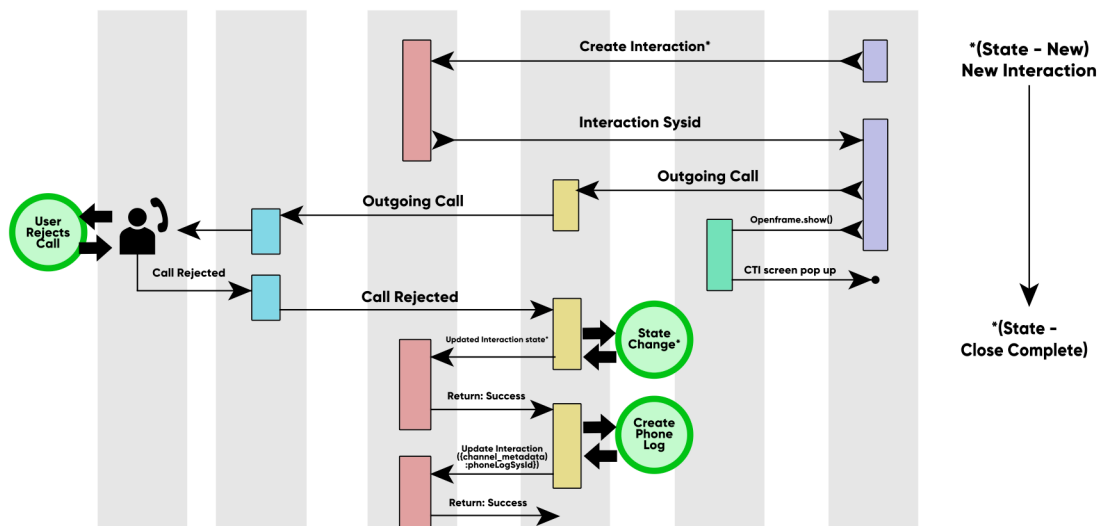 Create Interaction*
*(State - New)
New Interaction
Interaction Sysid
Outgoing Call
Outgoing Call
User
Rejects
Call
Openframe.show()
Call Rejected
CTI screen pop up
Call Rejected
State
Change*
Updated Interaction state*
*(State -
Close Complete)
Return: Success
Create
Phone
Log
Update Interaction
({channel_metadata)
:phoneLogSysId})
Return: Success